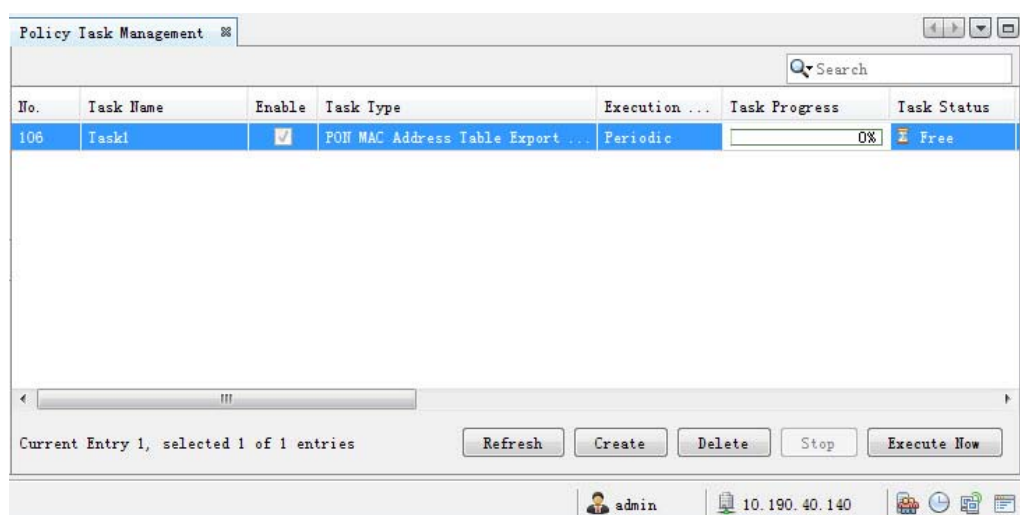 Policy Task Management
Search
No. Task Name Enable Task Type Execution ... Task Progress Task Status
106 Task1 PON MAC Address Table Export ... Periodic 0% Free
Current Entry 1, selected 1 of 1 entries Refresh Create Delete Stop Execute Now
admin 10.190.40.140